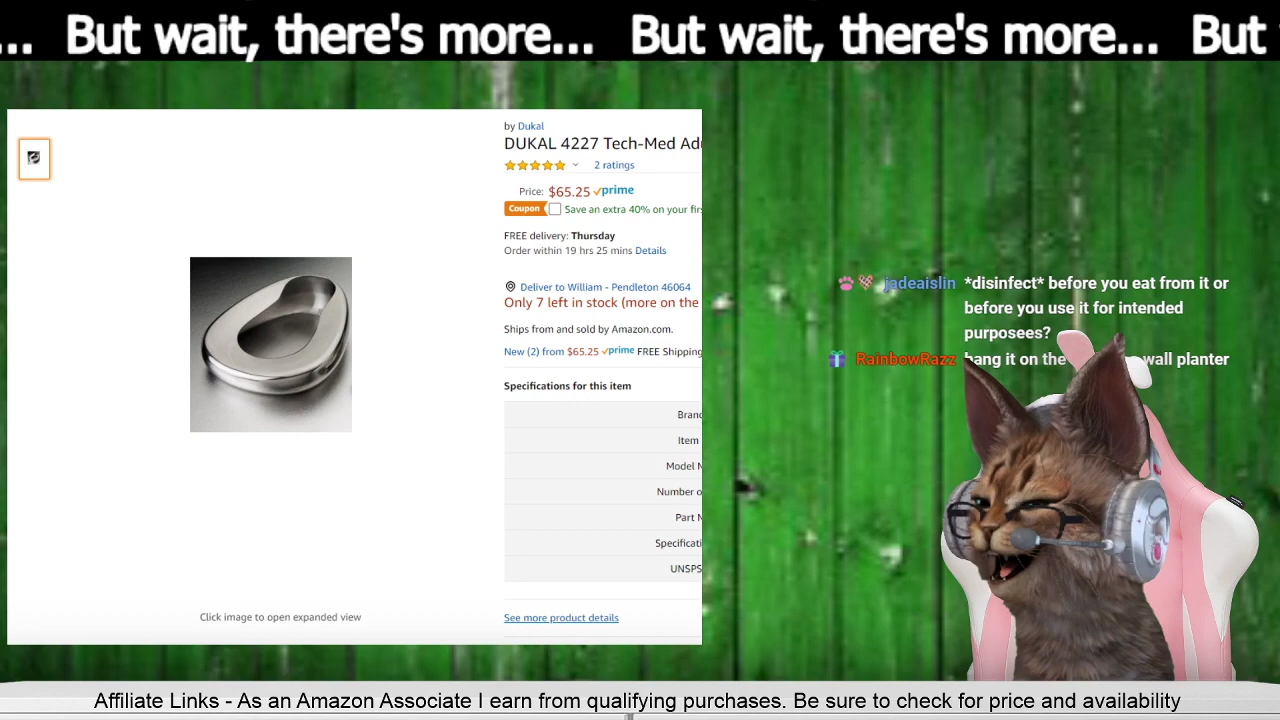 ... But wait, there's more... But wait, there's more... But
by Dukal
DUKAL 4227 Tech-Med Ad
2 ratings
Price: $65.25 prime
Coupon Save an extra 40% on your firs
FREE delivery: Thursday
Order within 19 hrs 25 mins Details
Deliver to William - Pendleton 46064
Only 7 left in stock (more on the
Ships from and sold by Amazon.com.
New (2) from $65.25 prime FREE Shipping
Specifications for this item
Brand
Item
Model N
Number o
Part N
Specificati
UNSPS
See more product details
Click image to open expanded view
jadeaislin *disinfect* before you eat from it or
before you use it for intended
purposees?
RainbowRazz hang it on the wall planter
Affiliate Links - As an Amazon Associate I earn from qualifying purchases. Be sure to check for price and availability